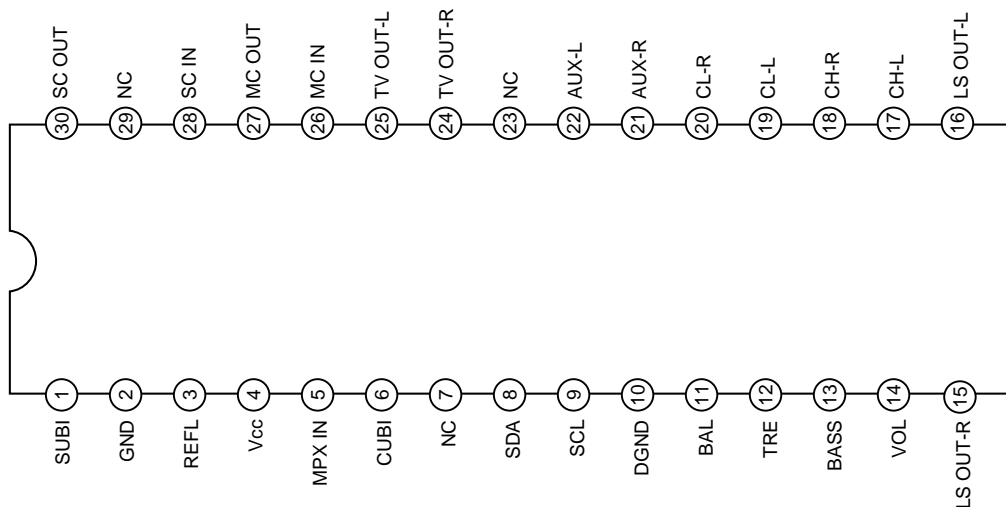 SC OUT
NC
SC IN
MC OUT
MC IN
TV OUT-L
TV OUT-R
NC
AUX-L
AUX-R
CL-R
CL-L
CH-R
CH-L
LS OUT-L
30
29
28
27
26
25
24
23
22
21
20
19
18
17
16
1
2
3
4
5
6
7
8
9
10
11
12
13
14
15
SUBI
GND
REFL
Vcc
MPX IN
CUBI
NC
SDA
SCL
DGND
BAL
TRE
BASS
VOL
LS OUT-R